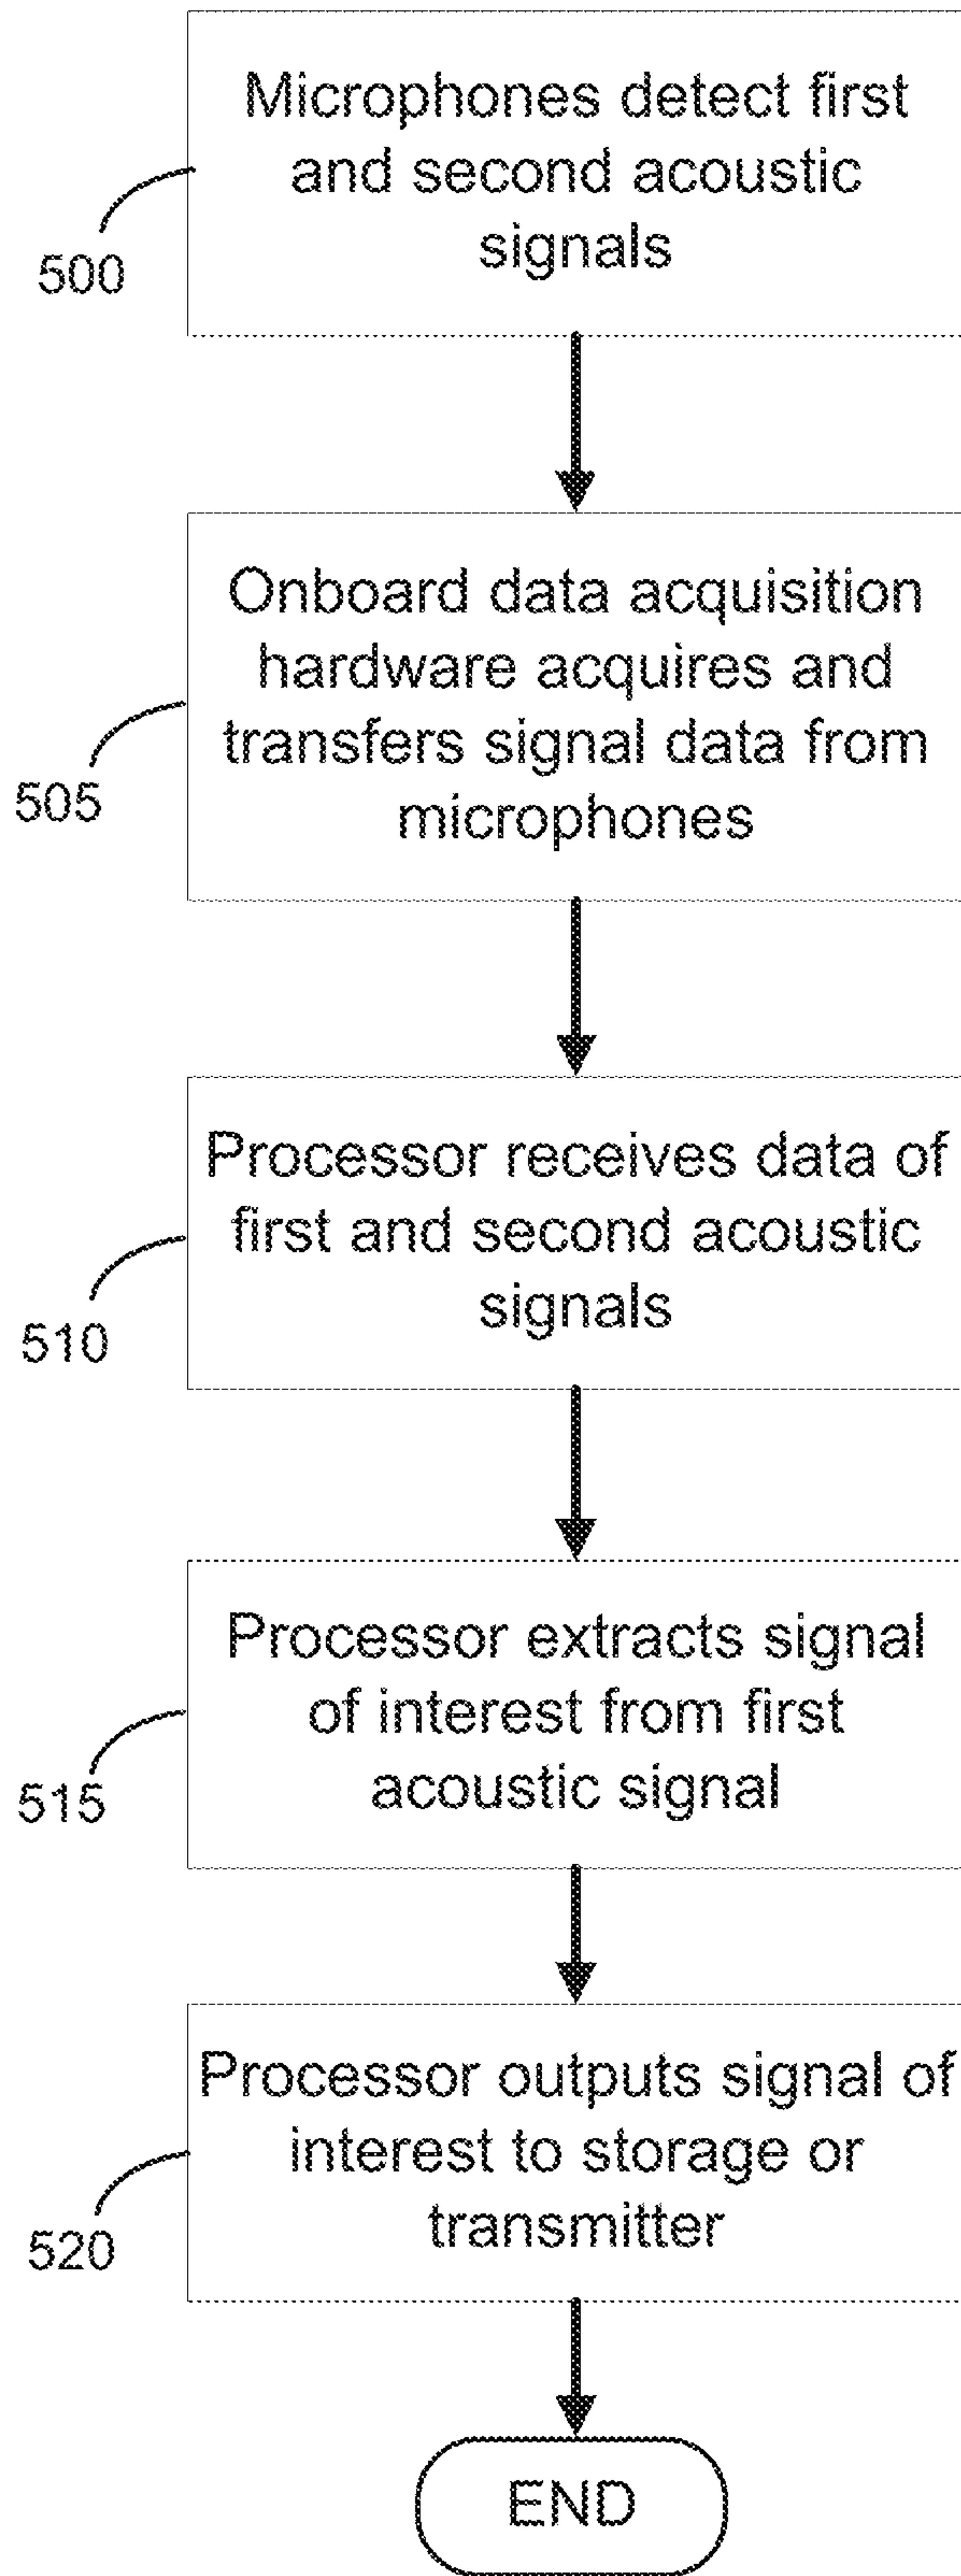 Microphones detect first
and second acoustic
signals
500
Onboard data acquisition
hardware acquires and
transfers signal data from
microphones
505
Processor receives data of
first and second acoustic
signals
510
Processor extracts signal
of interest from first
acoustic signal
515
Processor outputs signal of
interest to storage or
transmitter
520
END